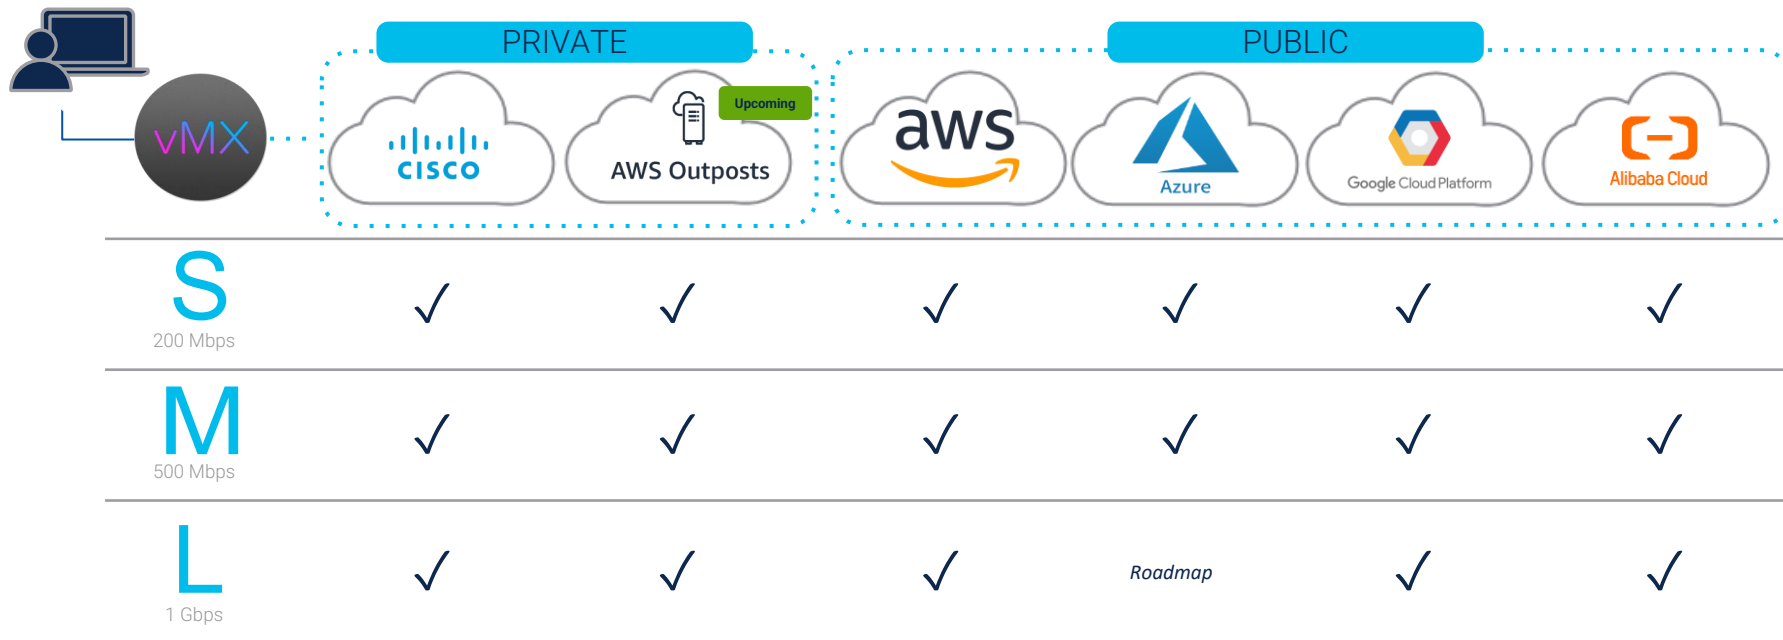 PRIVATE
PUBLIC
vMX
CISCO
Upcoming
AWS Outposts
aws
Azure
Google Cloud Platform
Alibaba Cloud
S
200 Mbps
M
500 Mbps
L
Roadmap
1 Gbps